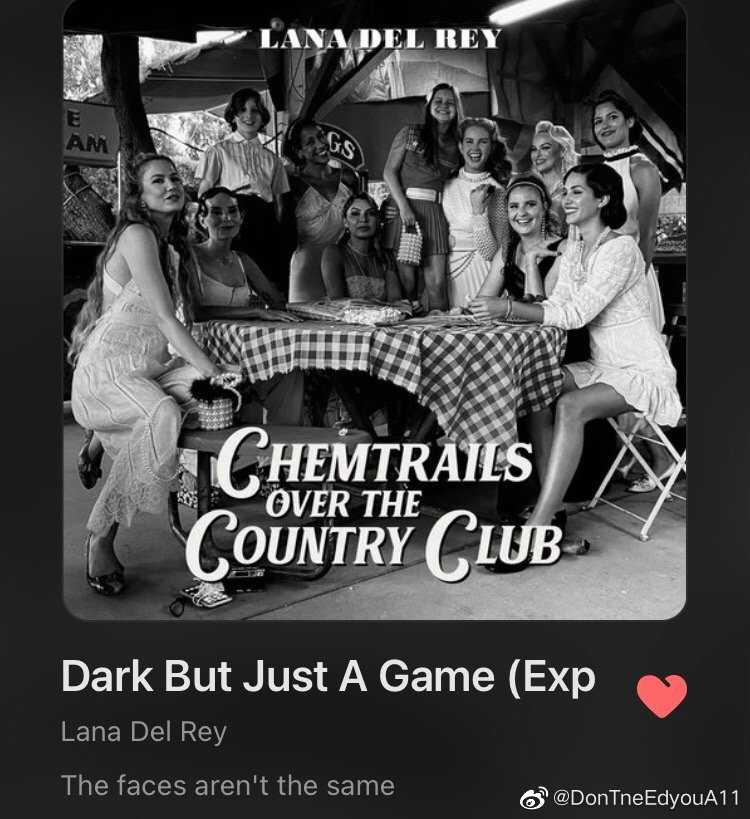 LANA DEL REY
E
AM
GS
CHEMTRAILS
OVER THE
COUNTRY CLUB
Dark But Just A Game (Exp
Lana Del Rey
The faces aren't the same
@DonTneEdyouA11